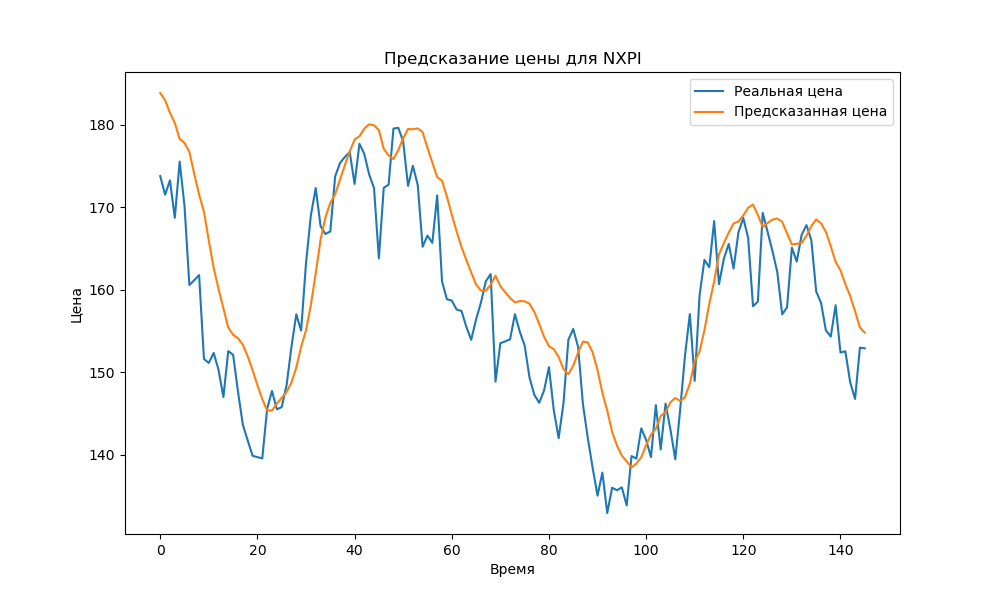 Предсказание цены для NXPI
Реальная цена
Предсказанная цена
Цена
180
170
160
150
140
0 20 40 60 80 100 120 140
Время